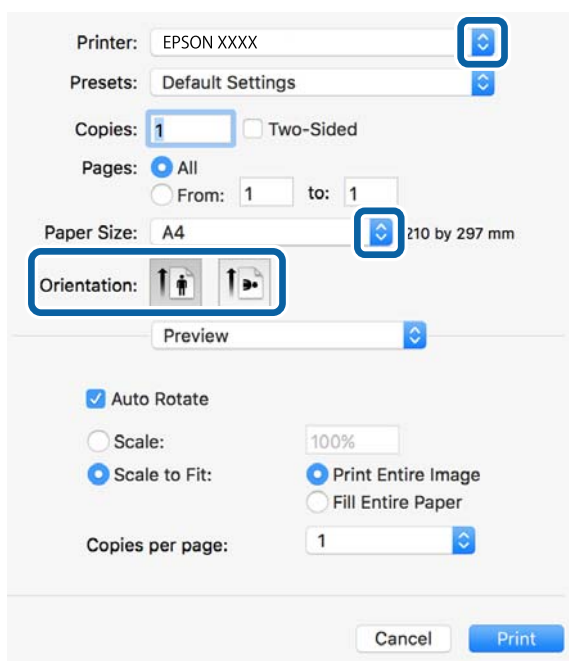 Printer: EPSON XXXX
Presets: Default Settings
Copies: 1 Two-Sided
Pages: All
From: 1 to: 1
Paper Size: A4 210 by 297 mm
Orientation:
Preview
Auto Rotate
Scale: 100%
Scale to Fit: Print Entire Image
Fill Entire Paper
Copies per page: 1
Cancel Print